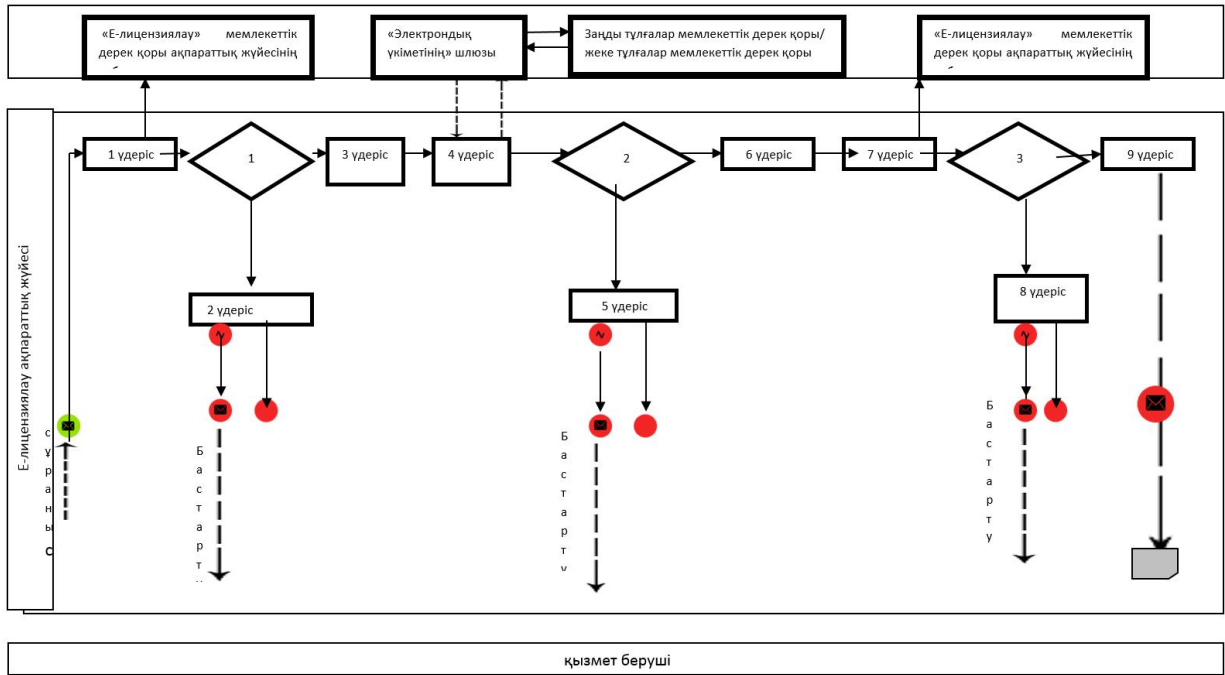 «Е-лицензиялау» мемлекеттік
дерек қоры ақпараттық жүйесінің
«Электрондық
үкіметінің» шлюзы
Заңды тұлғалар мемлекеттік дерек қоры/
жеке тұлғалар мемлекеттік дерек қоры
«Е-лицензиялау» мемлекеттік
дерек қоры ақпараттық жүйесінің
Е-лицензиялау ақпараттық жүйесі
1 үдеріс
1
3 үдеріс
4 үдеріс
2
6 үдеріс
7 үдеріс
3
9 үдеріс
2 үдеріс
5 үдеріс
8 үдеріс
сұраныс
Бастарту
Бастарту
Бастарту
қызмет беруші